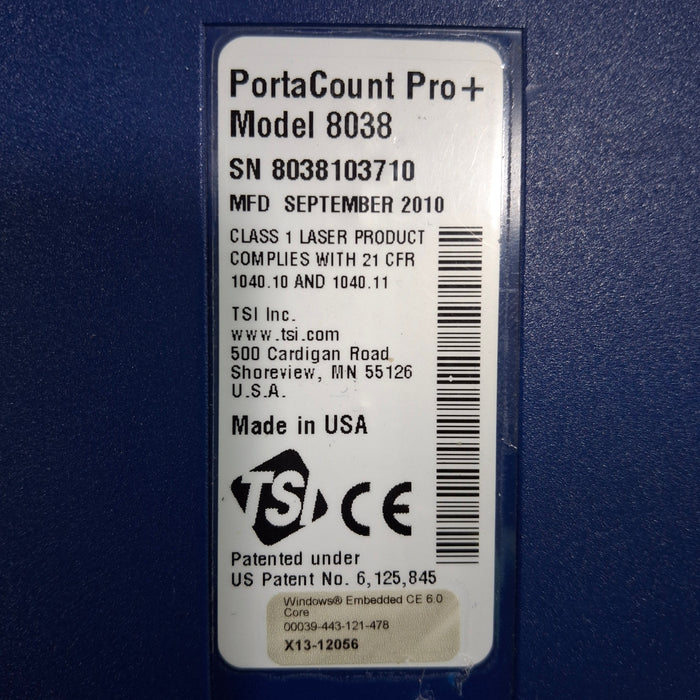 PortaCount Pro+
Model 8038
SN 8038103710
MFD SEPTEMBER 2010
CLASS 1 LASER PRODUCT
COMPLIES WITH 21 CFR
1040.10 AND 1040.11
TSI Inc.
www.tsi.com
500 Cardigan Road
Shoreview, MN 55126
U.S.A.
Made in USA
TSI CE
Patented under
US Patent No. 6,125,845
Windows® Embedded CE 6.0
Core
00039-443-121-478
X13-12056